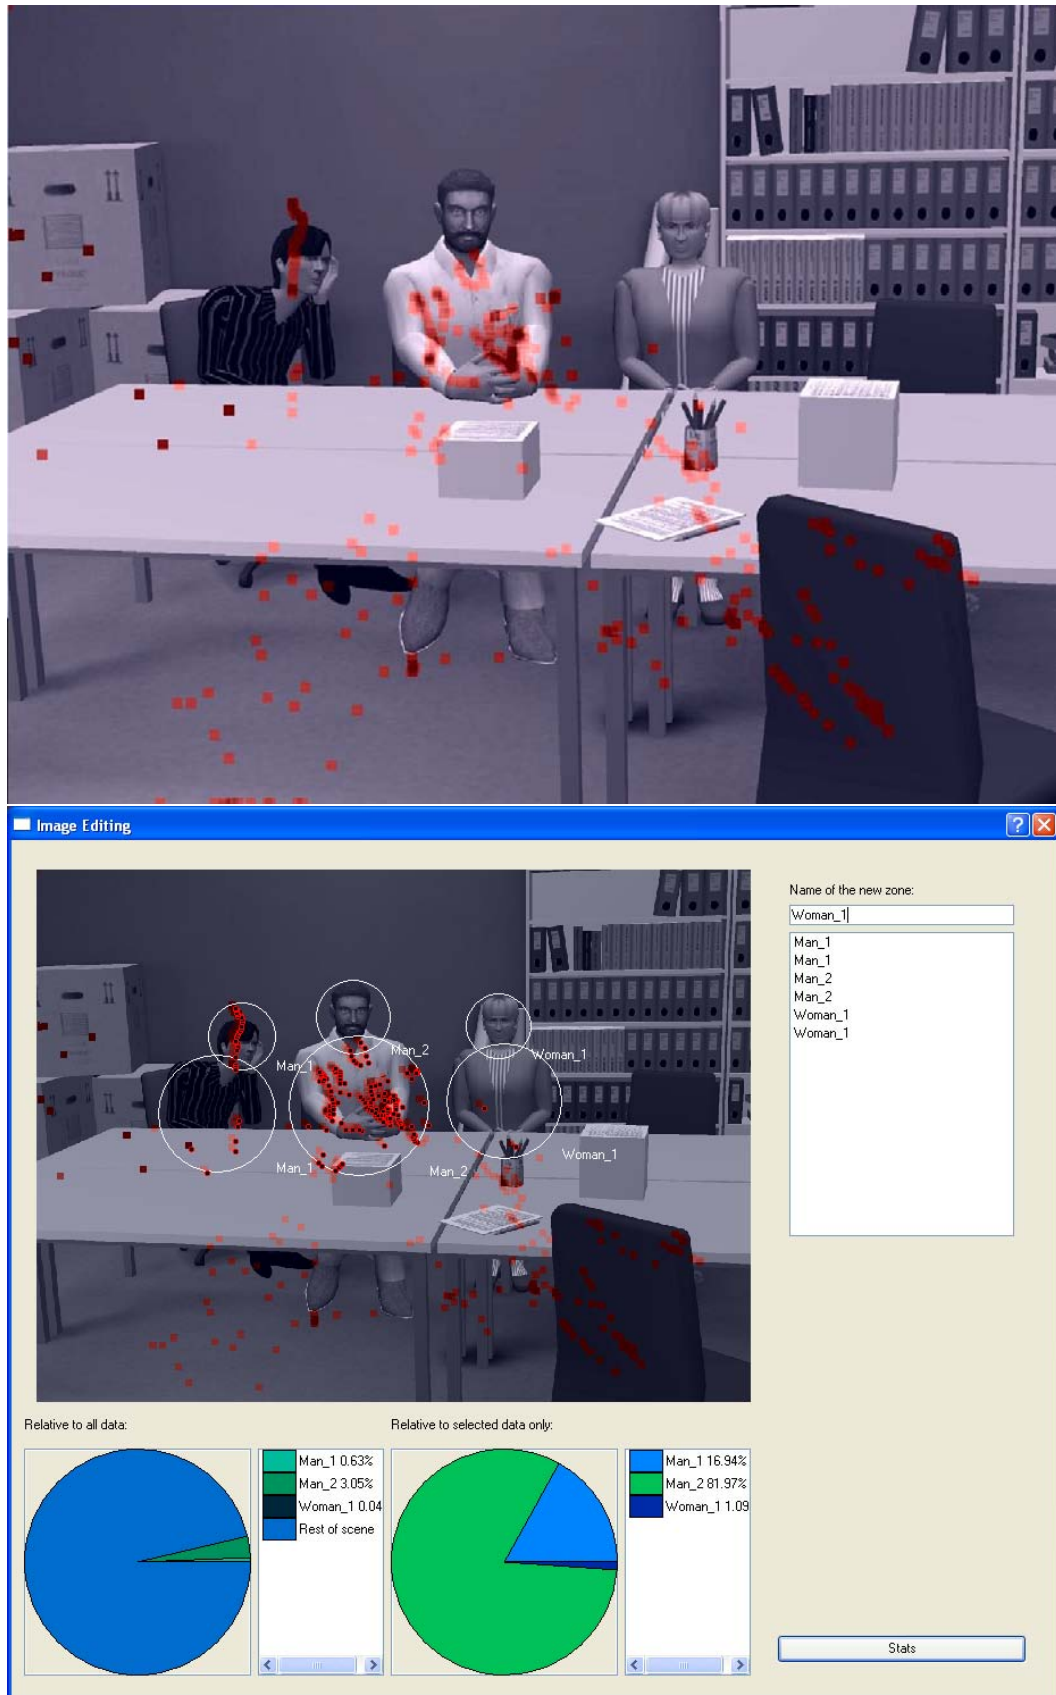 Image Editing
Name of the new zone:
Woman_1
Man_1
Man_1
Man_2
Man_2
Woman_1
Woman_1
Man_1
Man_2
Woman_1
Man_1
Man_2
Woman_1
Relative to all data:
Relative to selected data only:
Man_1 0.63%
Man_2 3.05%
Woman_1 0.04
Rest of scene
Man_1 16.94%
Man_2 81.97%
Woman_1 1.09
Stats